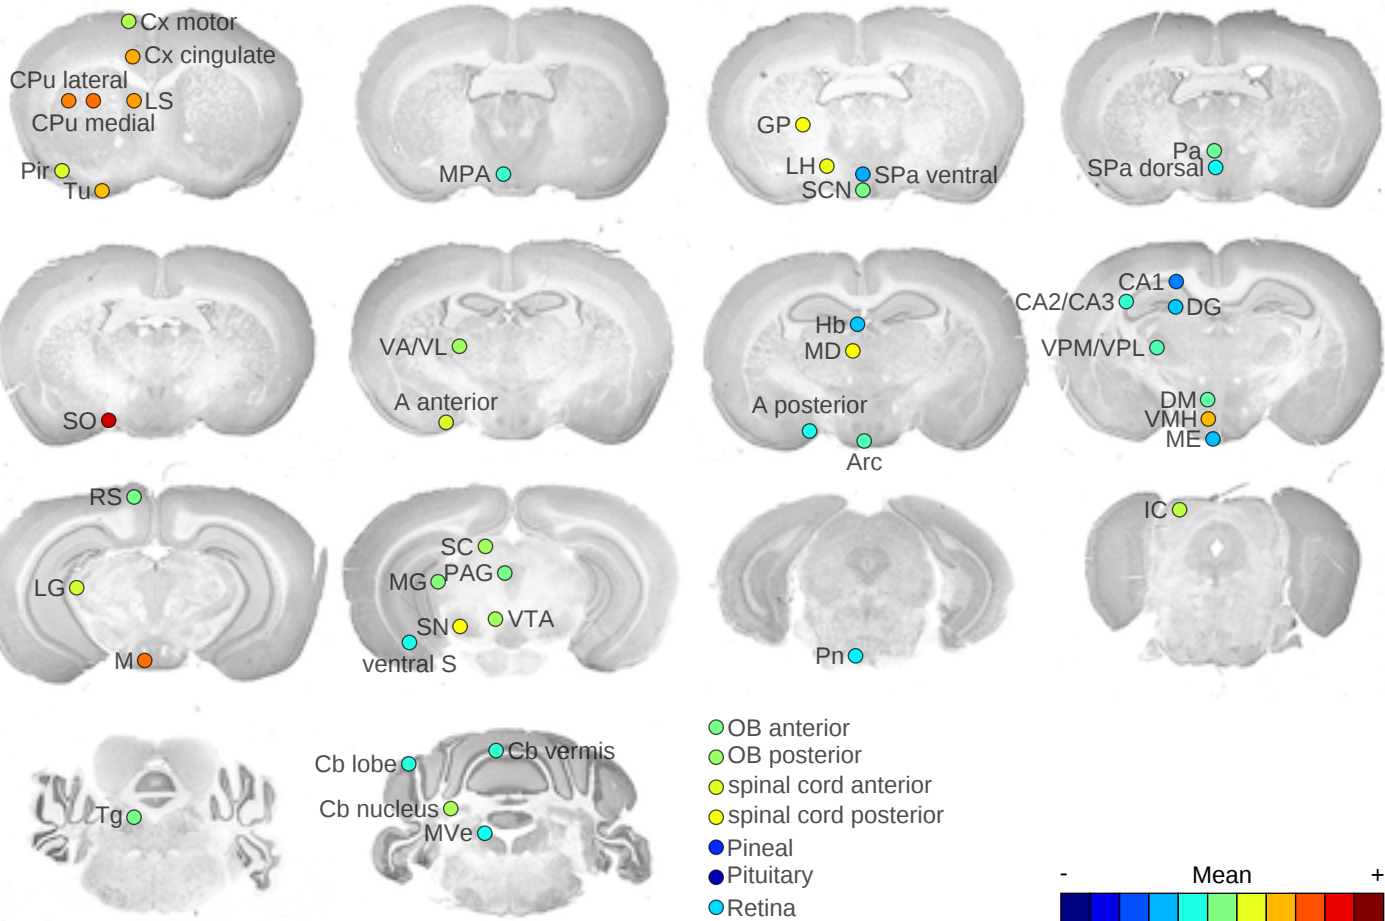 Cx motor
Cx cingulate
CPu lateral
LS
CPu medial
Pir
Tu
MPA
GP
LH
SPa ventral
SCN
Pa
SPa dorsal
SO
VA/VL
A anterior
Hb
MD
A posterior
Arc
CA1
CA2/CA3
DG
VPM/VPL
DM
VMH
ME
RS
LG
M
SC
MG
PAG
SN
VTA
ventral S
Pn
IC
Tg
Cb lobe
Cb vermis
Cb nucleus
MVe
OB anterior
OB posterior
spinal cord anterior
spinal cord posterior
Pineal
Pituitary
Retina
- Mean +